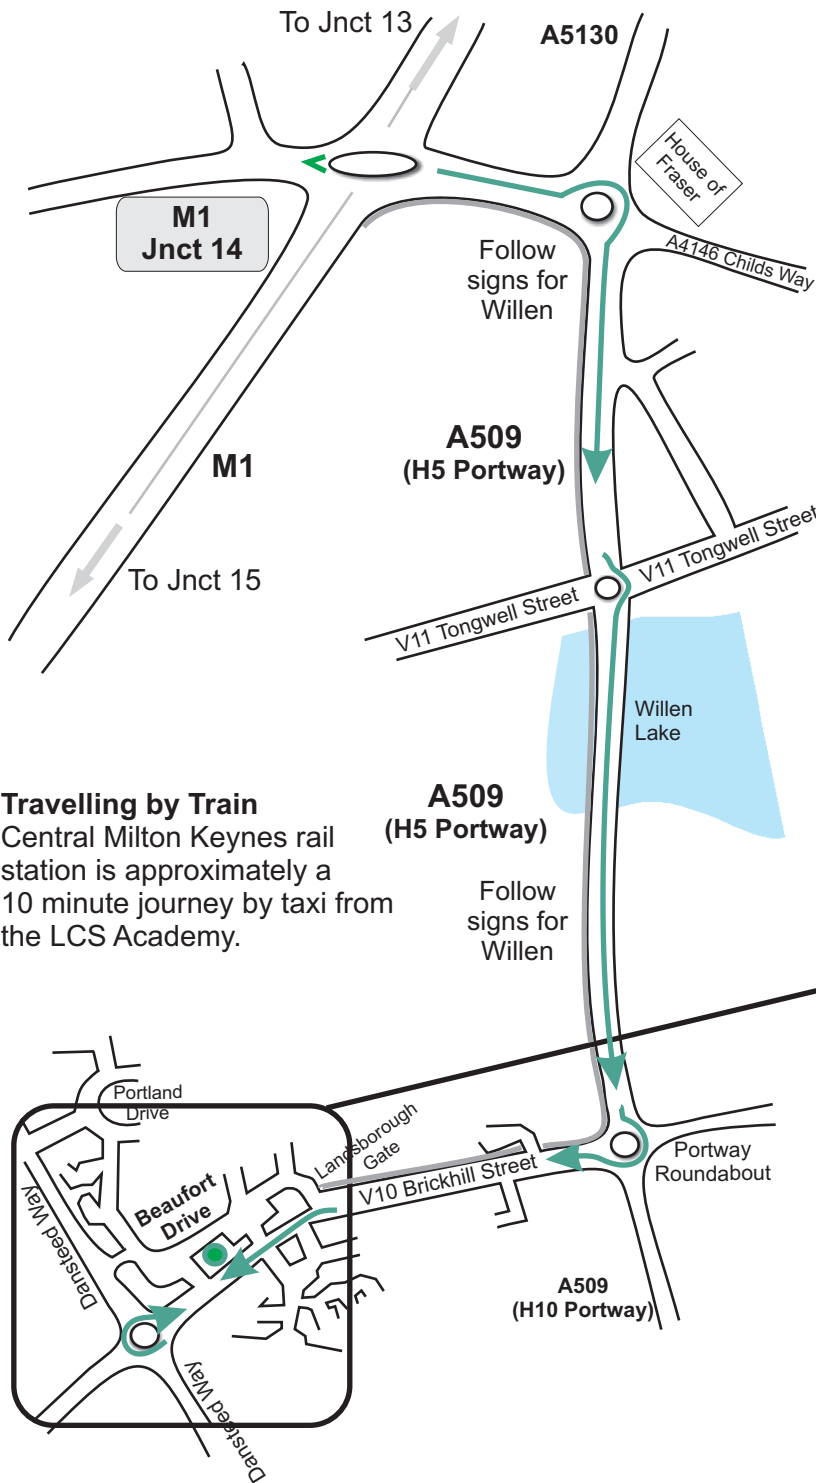 To Jnct 13
A5130
House of
Fraser
M1
Jnct 14
A4146 Childs Way
Follow
signs for
Willen
A509
(H5 Portway)
M1
To Jnct 15
V11 Tongwell Street
V11 Tongwell Street
Willen
Lake
Travelling by Train
Central Milton Keynes rail
station is approximately a
10 minute journey by taxi from
the LCS Academy.
A509
(H5 Portway)
Follow
signs for
Willen
Portland
Drive
Landsborough
Gate
V10 Brickhill Street
Portway
Roundabout
Beaufort
Drive
Dansteed Way
A509
(H10 Portway)
Dansteed Way